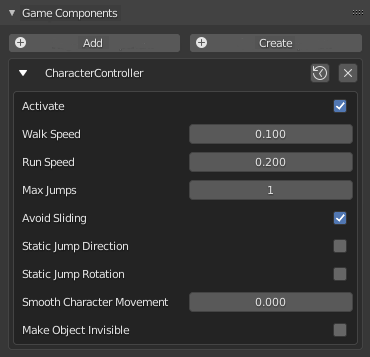 Game Components
Add Create
CharacterController
Activate
Walk Speed 0.100
Run Speed 0.200
Max Jumps 1
Avoid Sliding
Static Jump Direction
Static Jump Rotation
Smooth Character Movement 0.000
Make Object Invisible